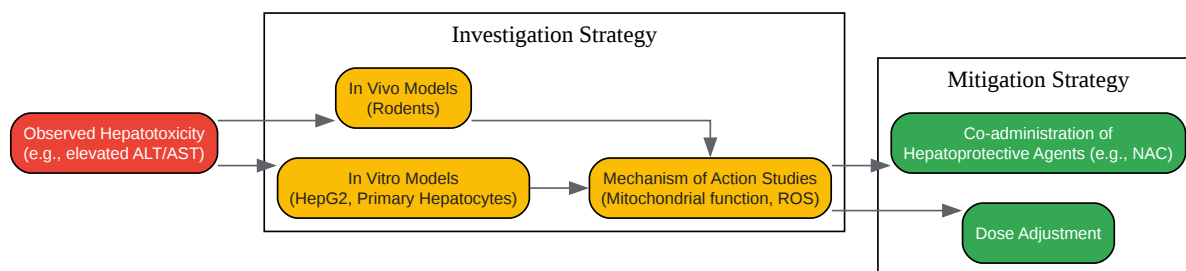 Investigation Strategy
Mitigation Strategy
In Vivo Models
(Rodents)
Observed Hepatotoxicity
(e.g., elevated ALT/AST)
Co-administration of
Hepatoprotective Agents (e.g., NAC)
In Vitro Models
(HepG2, Primary Hepatocytes)
Mechanism of Action Studies
(Mitochondrial function, ROS)
Dose Adjustment